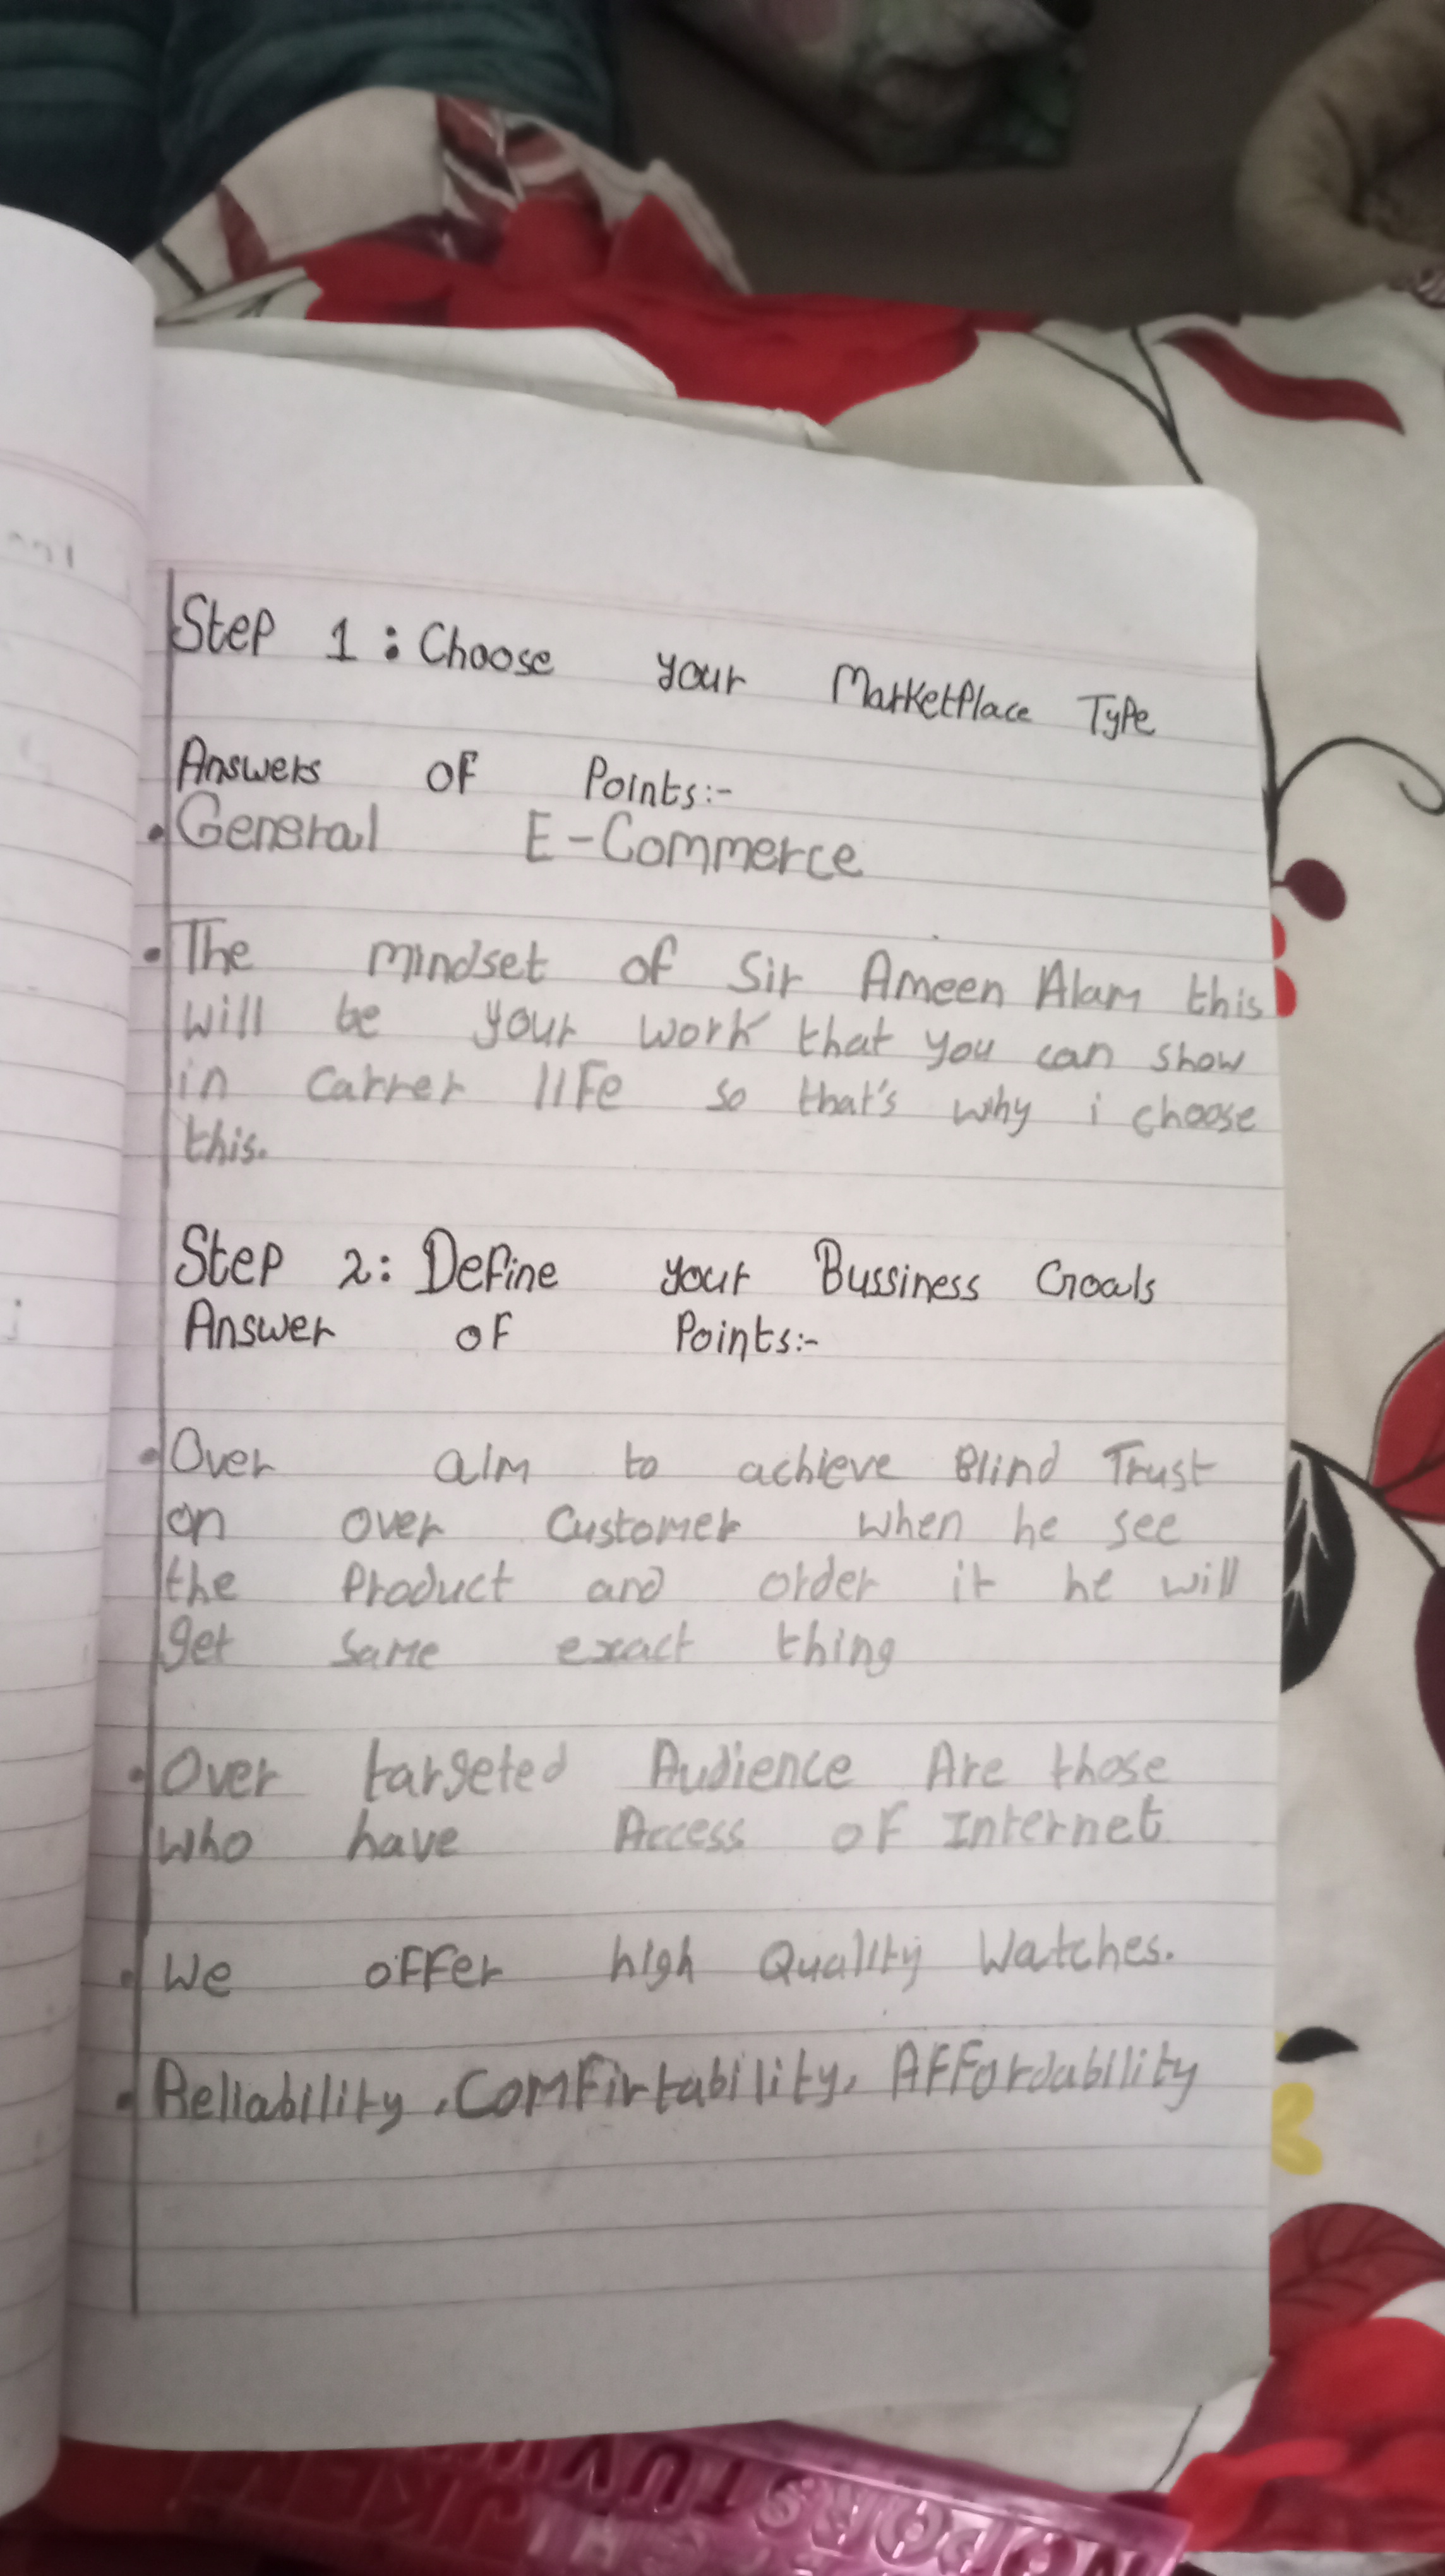 Step 1 : Choose your Marketplace Type
Answers of Points:-
• General E-Commerce
• The mindset of Sir Ameen Alam this
will be your work that you can show
in carrer life so that's why i choose
this.
Step 2: Define your Bussiness Goals
Answer of Points:-
• Over aim to achieve Blind Trust
on over customer when he see
the Product and order it he will
get same exact thing
• Over targeted Audience Are those
who have Access of Internet
• We offer high Quality Watches.
• Reliability, Comfirtability, Affordability